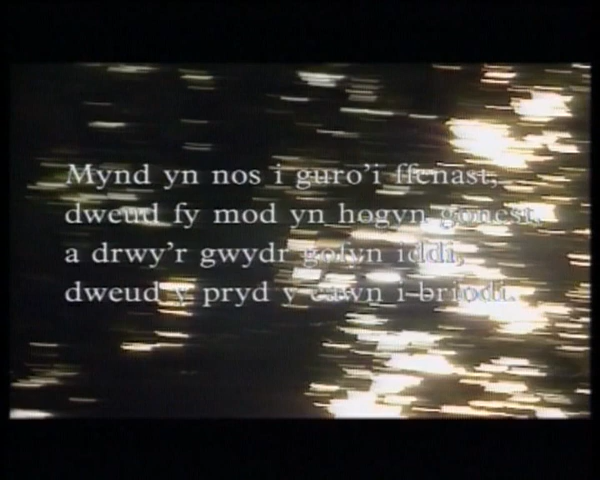 Mynd yn nos i guro'i ffenast,
dweud fy mod yn hogyn gonest,
a drwy'r gwydr gofyn iddi,
dweud y pryd y cawn i briodi.